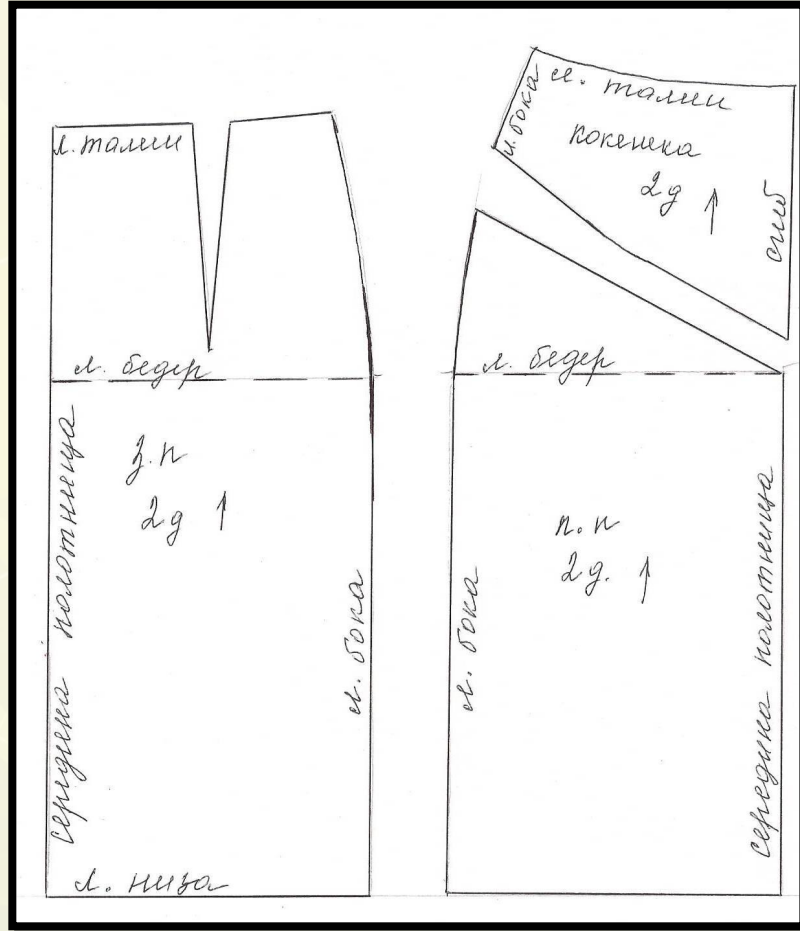 л. талии
л. бедер
з.п
2д
середина полотнища
л. бока
л. низа
л. бока
л. талии
кокетка
2д
сгиб
л. бедер
п.п
2д.
л. бока
середина полотнища